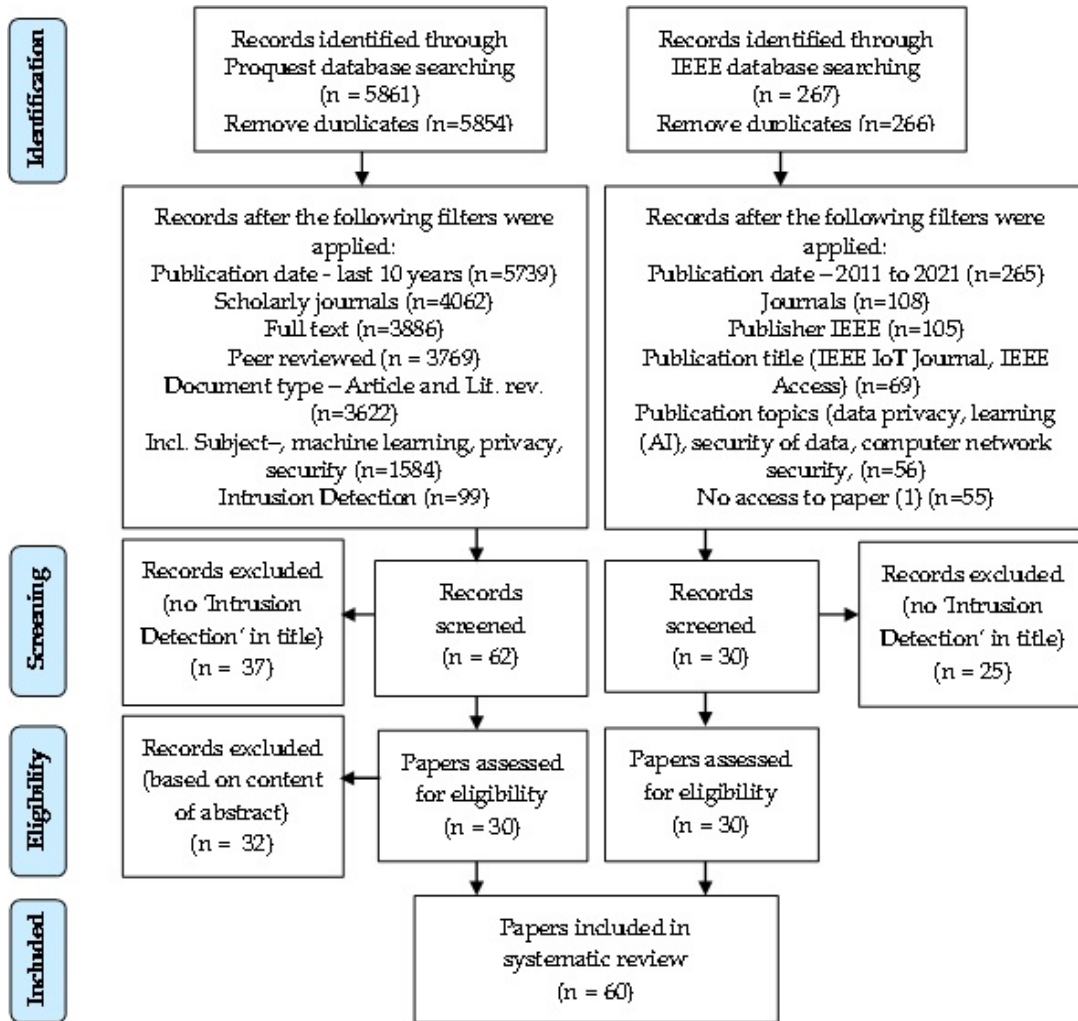 Identification
Records identified through
Proquest database searching
(n = 5861)
Remove duplicates (n=5854)
Records identified through
IEEE database searching
(n = 267)
Remove duplicates (n=266)
Records after the following filters were
applied:
Publication date - last 10 years (n=5739)
Scholarly journals (n=4062)
Full text (n=3886)
Peer reviewed (n = 3769)
Document type – Article and Lit. rev.
(n=3622)
Incl. Subject–, machine learning, privacy,
security (n=1584)
Intrusion Detection (n=99)
Records after the following filters were
applied:
Publication date – 2011 to 2021 (n=265)
Journals (n=108)
Publisher IEEE (n=105)
Publication title (IEEE IoT Journal, IEEE
Access) (n=69)
Publication topics (data privacy, learning
(AI), security of data, computer network
security, (n=56)
No access to paper (1) (n=55)
Screening
Records excluded
(no 'Intrusion
Detection' in title)
(n = 37)
Records
screened
(n = 62)
Records
screened
(n = 30)
Records excluded
(no 'Intrusion
Detection' in title)
(n = 25)
Eligibility
Records excluded
(based on content
of abstract)
(n = 32)
Papers assessed
for eligibility
(n = 30)
Papers assessed
for eligibility
(n = 30)
Included
Papers included in
systematic review
(n = 60)